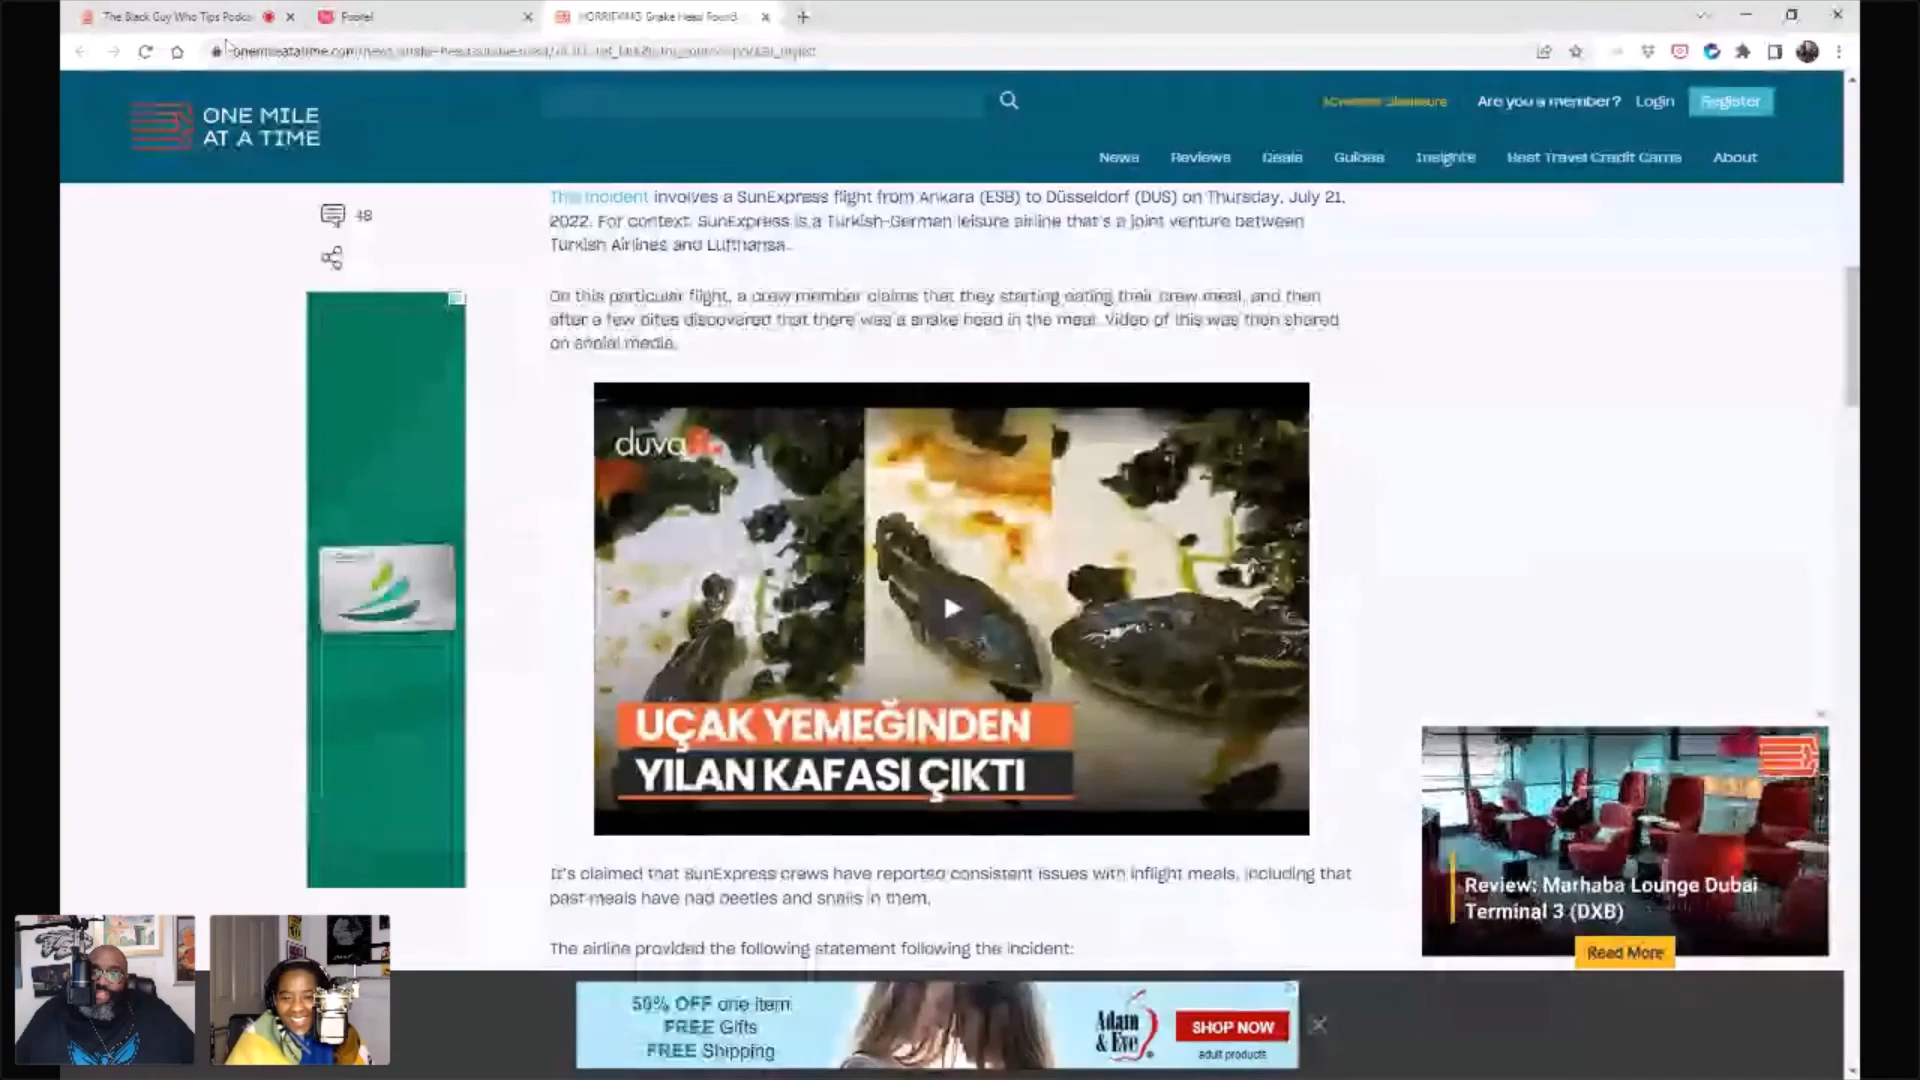 The Black Guy Who Tips Podca
HORRIFYING Snake Head Found
ONE MILE
AT A TIME
Are you a member? Login Register
News Reviews Deals Guides Insights Best Travel Credit Cards About
48
This incident involves a SunExpress flight from Ankara (ESB) to Düsseldorf (DUS) on Thursday, July 21,
2022. For context, SunExpress is a Turkish-German leisure airline that's a joint venture between
Turkish Airlines and Lufthansa.
On this particular flight, a crew member claims that they starting eating their crew meal, and then
after a few bites discovered that there was a snake head in the meal. Video of this was then shared
on social media.
duvaR.
UÇAK YEMEĞINDEN
YILAN KAFASI ÇIKTI
It's claimed that SunExpress crews have reported consistent issues with inflight meals, including that
past meals have had beetles and snails in them.
The airline provided the following statement following the incident:
Review: Marhaba Lounge Dubai
Terminal 3 (DXB)
Read More
50% OFF one item
FREE Gifts
FREE Shipping
Adam
& Eve
SHOP NOW
adult products